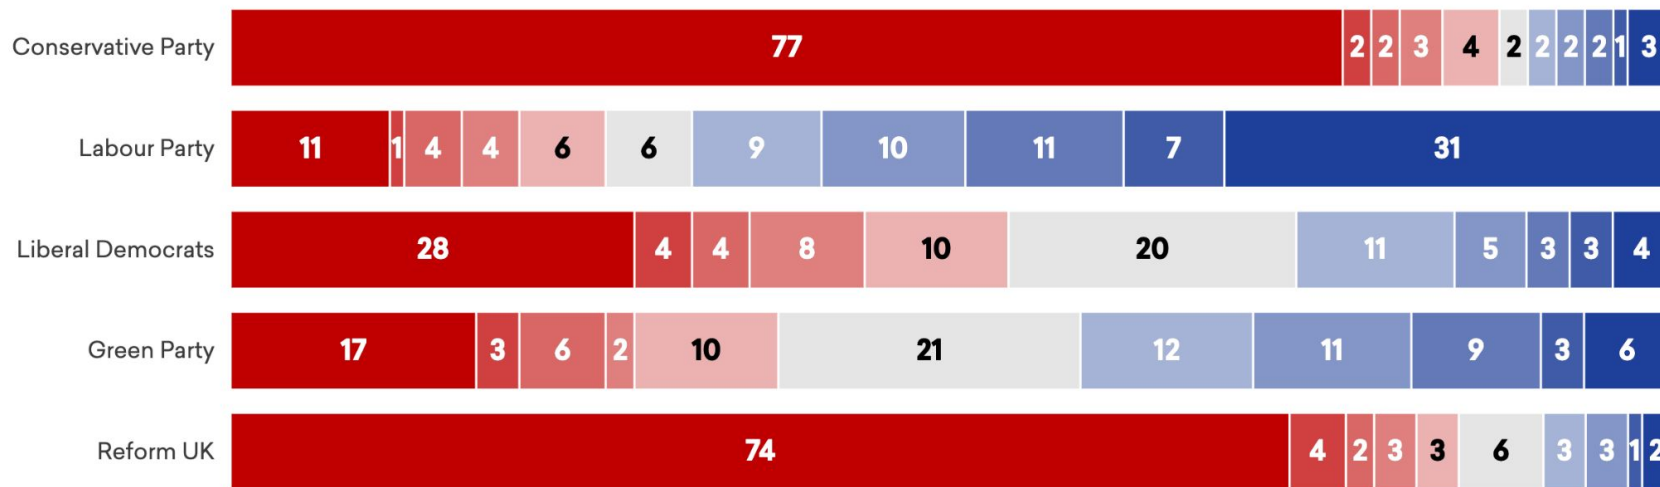 Conservative Party 77 2 2 3 4 2 2 2 2 1 3
Labour Party 11 1 4 4 6 6 9 10 11 7 31
Liberal Democrats 28 4 4 8 10 20 11 5 3 3 4
Green Party 17 3 6 2 10 21 12 11 9 3 6
Reform UK 74 4 2 3 3 6 3 3 1 2